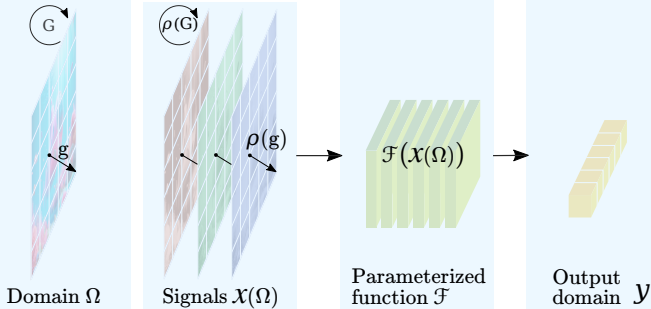 G
g
Domain Ω
ρ(G)
ρ(g)
Signals x(Ω)
ℱ(x(Ω))
Parameterized
function ℱ
Output
domain y